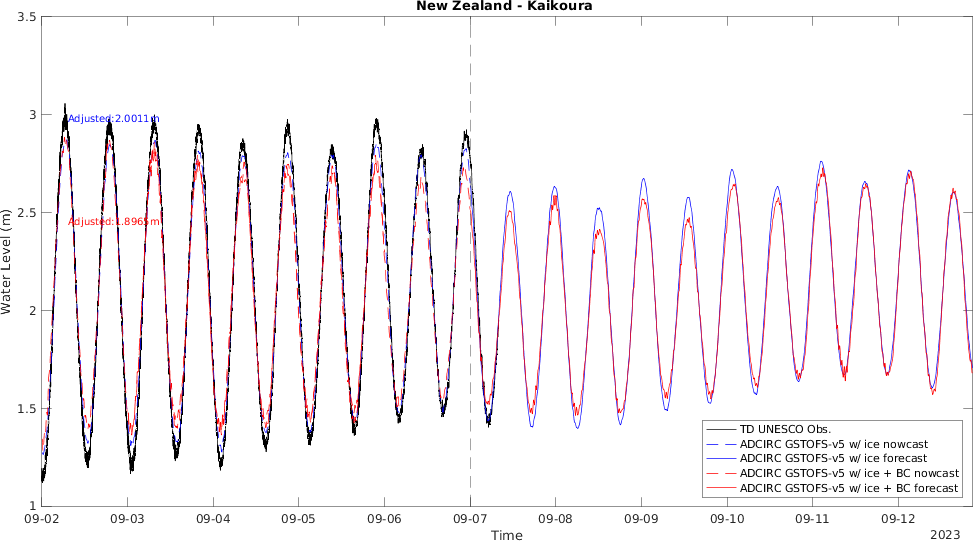 New Zealand - Kaikoura
3.5
3
2.5
2
1.5
1
Water Level (m)
Adjusted:2.0011m
Adjusted:1.8965m
TD UNESCO Obs.
ADCIRC GSTOFS-v5 w/ ice nowcast
ADCIRC GSTOFS-v5 w/ ice forecast
ADCIRC GSTOFS-v5 w/ ice + BC nowcast
ADCIRC GSTOFS-v5 w/ ice + BC forecast
09-02 09-03 09-04 09-05 09-06 09-07 09-08 09-09 09-10 09-11 09-12
Time
2023